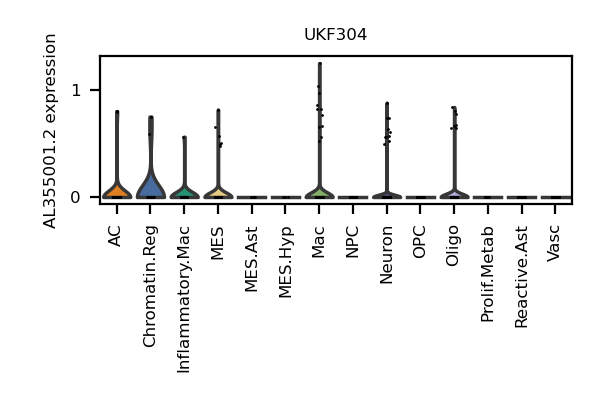 UKF304
AL355001.2 expression
1
0
AC
Chromatin.Reg
Inflammatory.Mac
MES
MES.Ast
MES.Hyp
Mac
NPC
Neuron
OPC
Oligo
Prolif.Metab
Reactive.Ast
Vasc